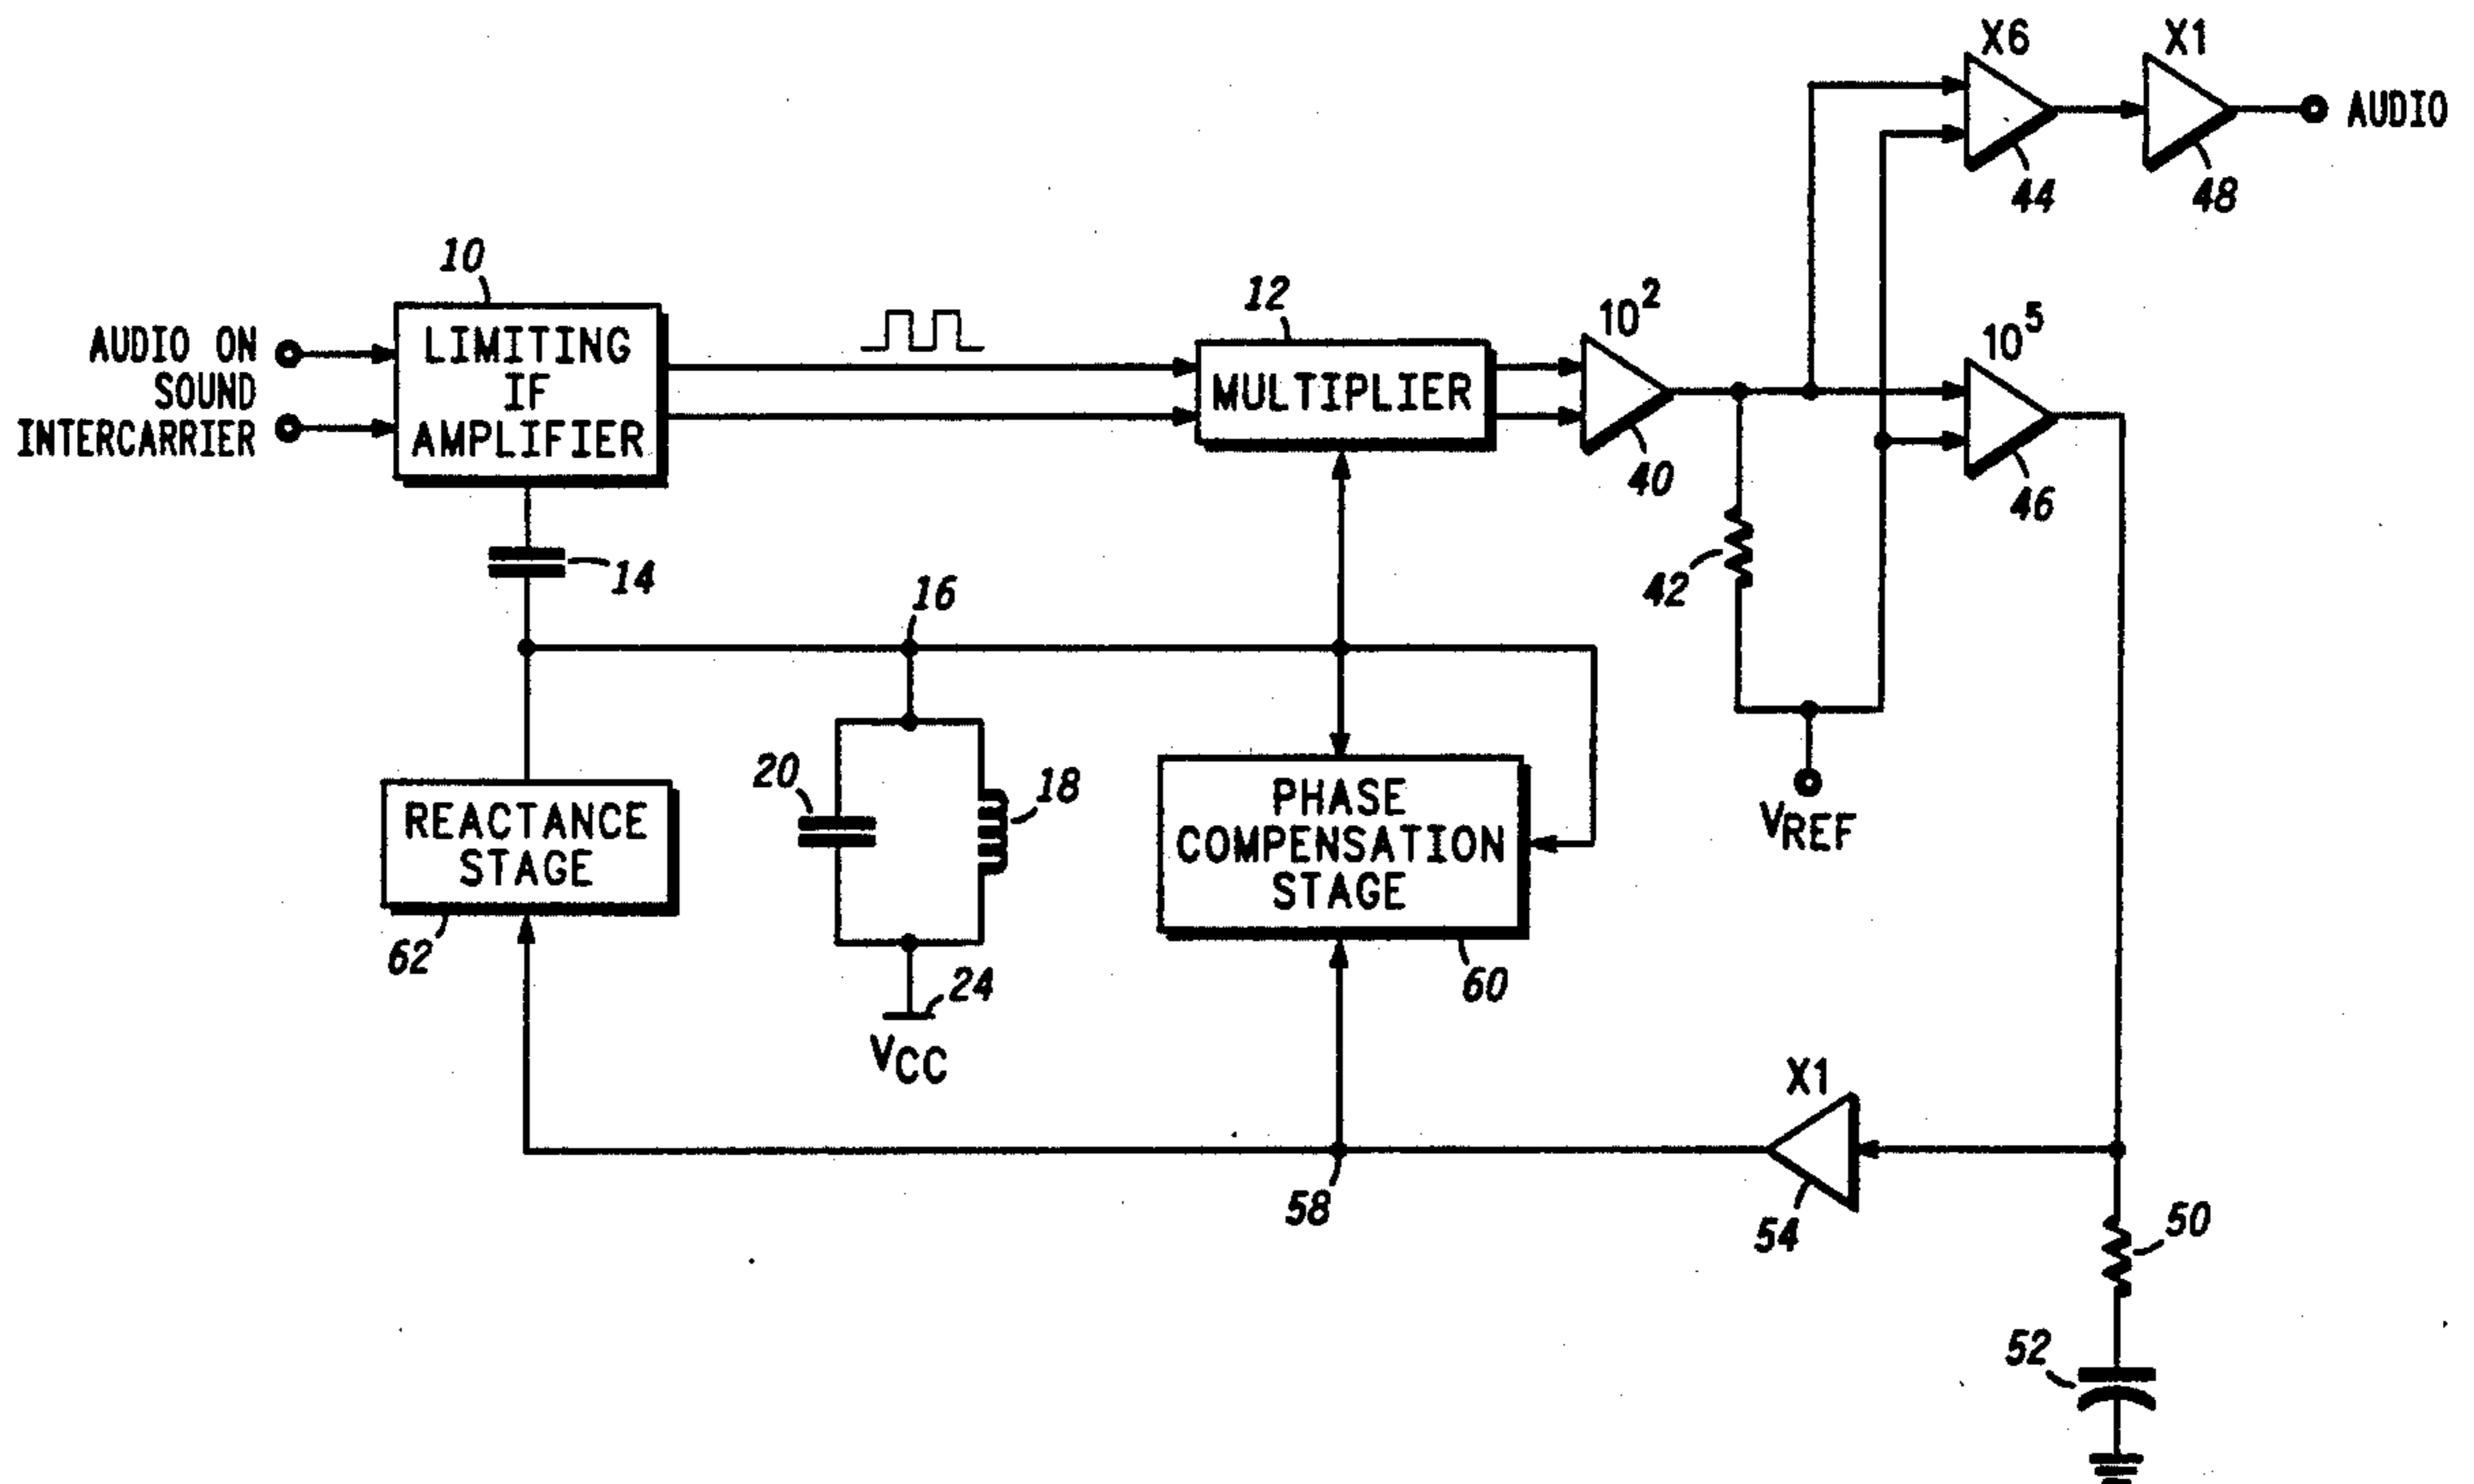 X6
X1
AUDIO
44
48
10
AUDIO ON
SOUND
INTERCARRIER
LIMITING
IF
AMPLIFIER
12
MULTIPLIER
10²
40
10⁵
46
14
16
42
VREF
REACTANCE
STAGE
62
20
18
24
VCC
PHASE
COMPENSATION
STAGE
60
58
X1
54
50
52